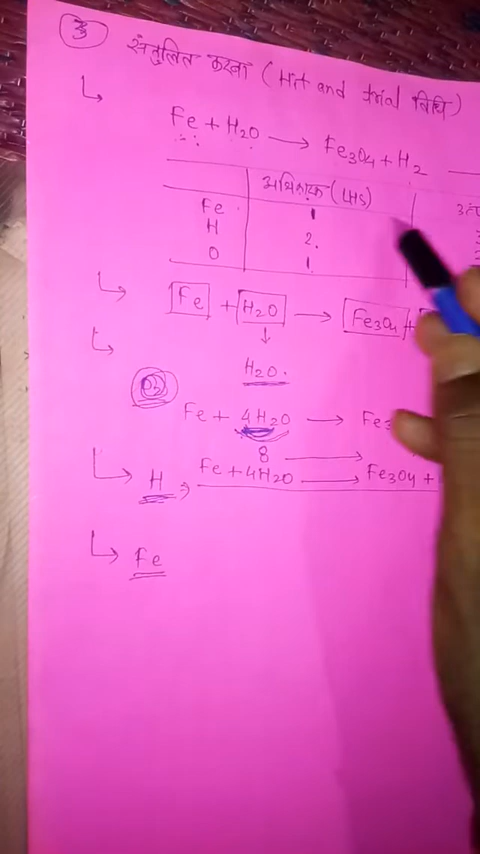 3 संतुलित करना (Hit and trial विधि)
Fe + H2O → Fe3O4 + H2
अभिकारक (LHS)
Fe 1
H 2
O 1
Fe + H2O → Fe3O4 +
H2O.
O2
Fe + 4H2O → Fe3
8
H ⇒ Fe + 4H2O → Fe3O4 +
Fe